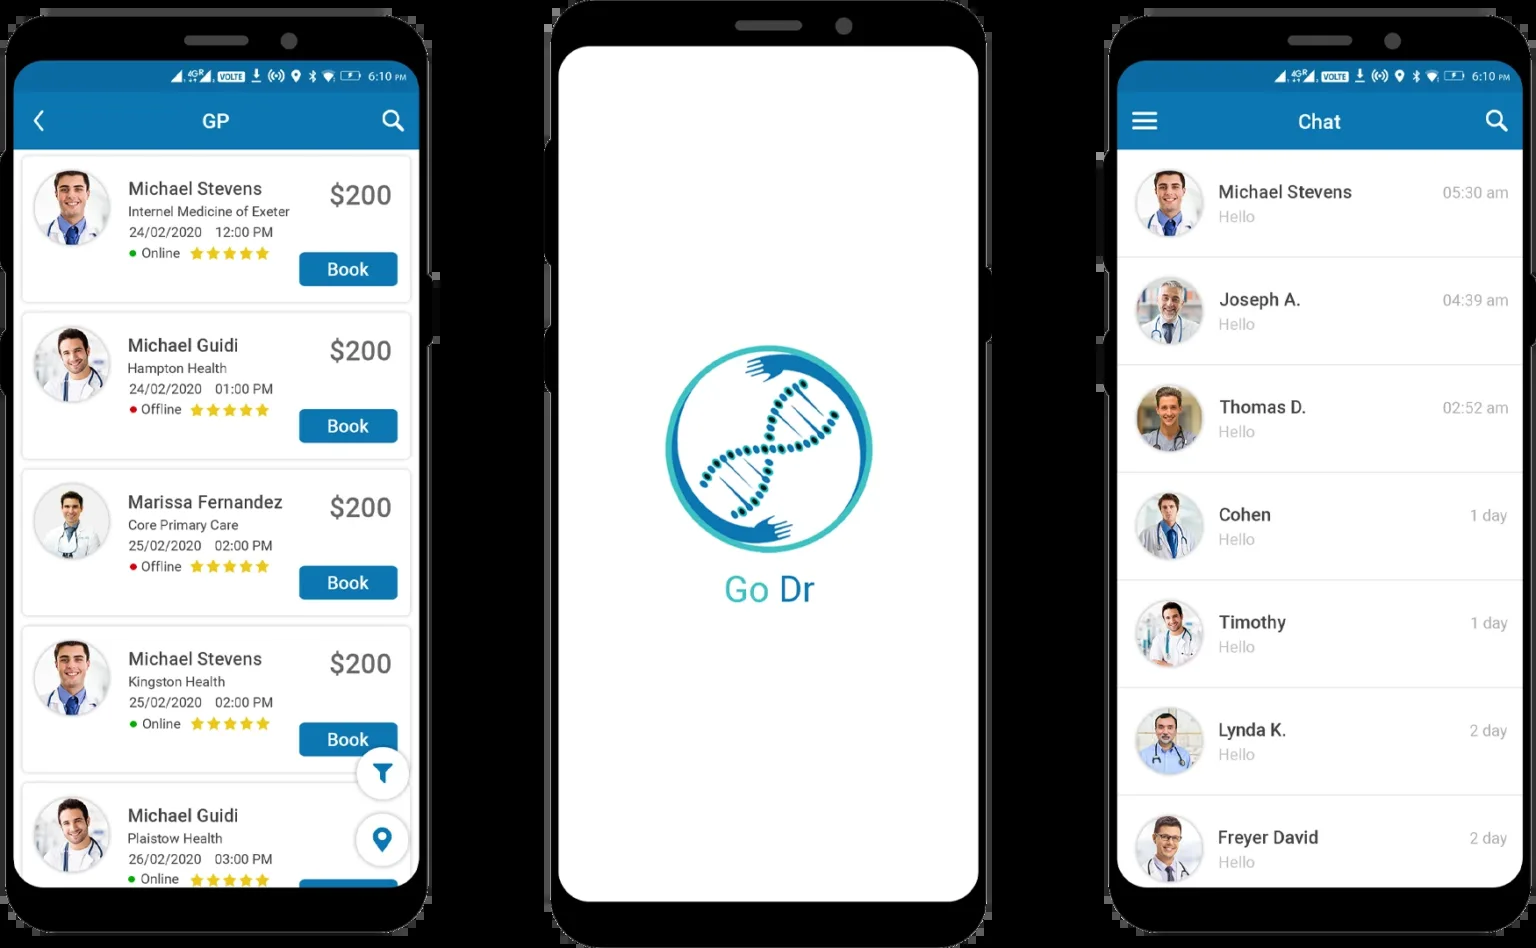 4GR VOLTE 6:10 PM
GP
Michael Stevens
$200
Internel Medicine of Exeter
24/02/2020 12:00 PM
Online
Book
Michael Guidi
$200
Hampton Health
24/02/2020 01:00 PM
Offline
Book
Marissa Fernandez
$200
Core Primary Care
25/02/2020 02:00 PM
Offline
Book
Michael Stevens
$200
Kingston Health
25/02/2020 02:00 PM
Online
Book
Michael Guidi
Plaistow Health
26/02/2020 03:00 PM
Online
Go Dr
4GR VOLTE 6:10 PM
Chat
Michael Stevens 05:30 am
Hello
Joseph A. 04:39 am
Hello
Thomas D. 02:52 am
Hello
Cohen 1 day
Hello
Timothy 1 day
Hello
Lynda K. 2 day
Hello
Freyer David 2 day
Hello